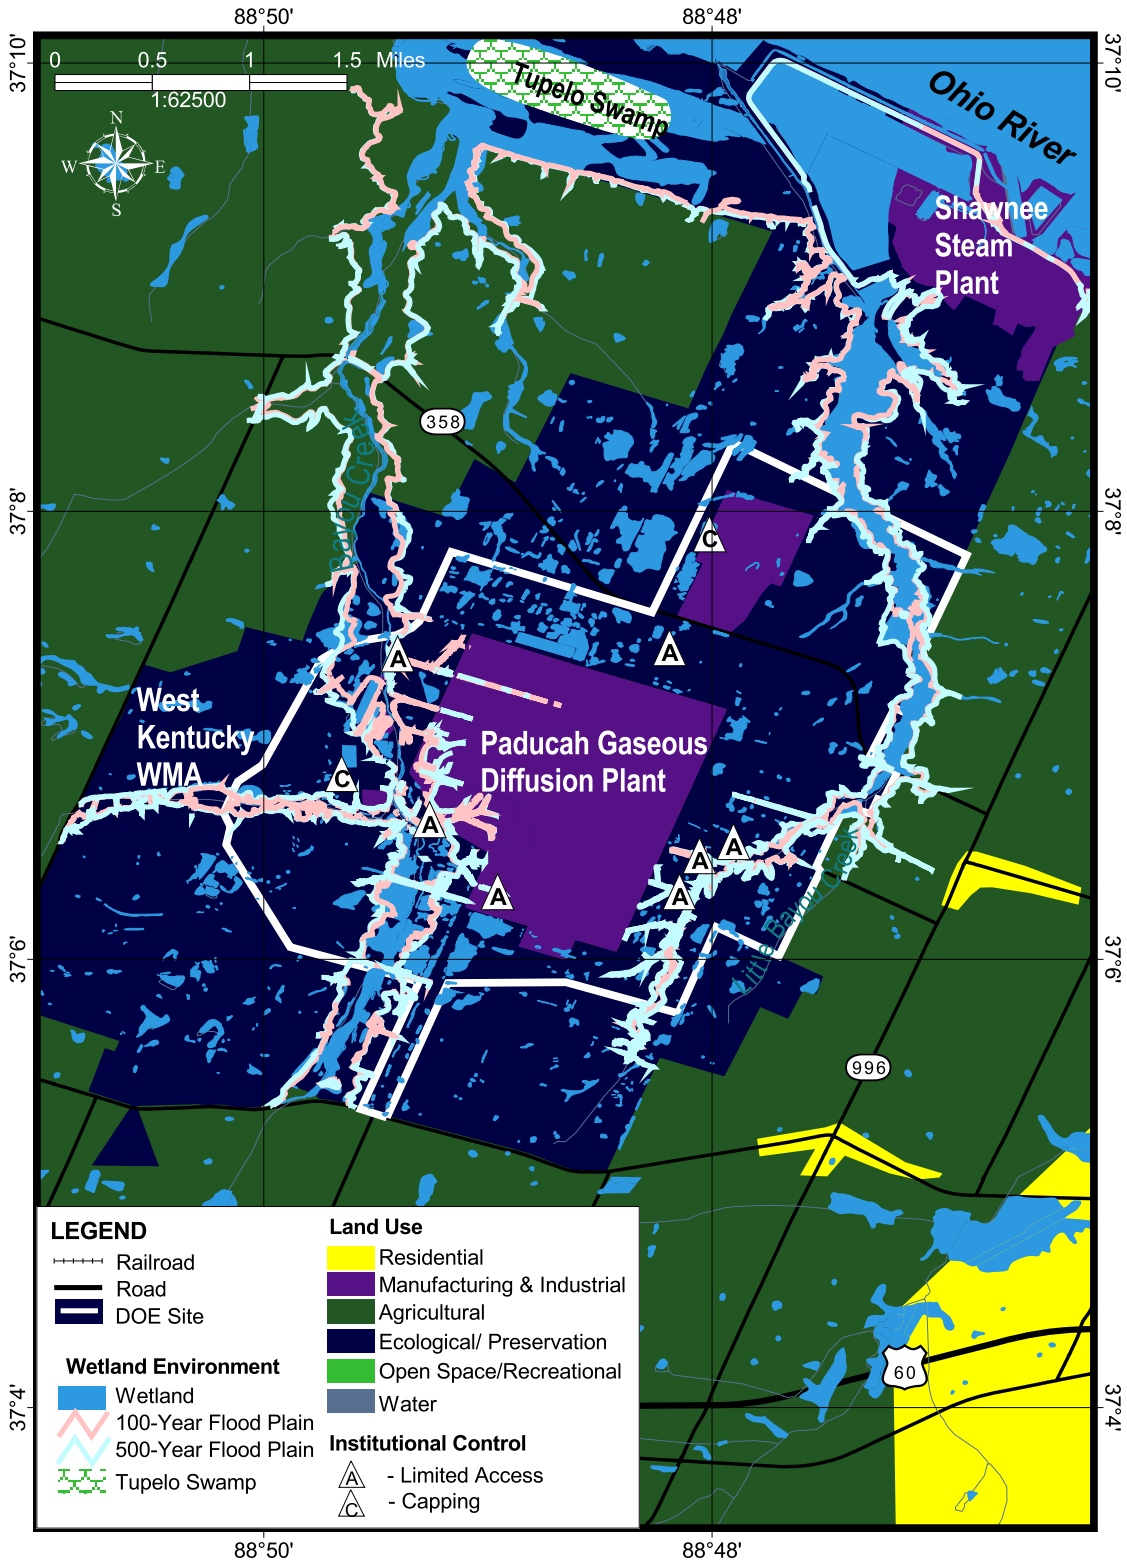 88°50'
88°48'
37°10'
37°10'
0 0.5 1 1.5 Miles
1:62500
N
W E
S
Tupelo Swamp
Ohio River
Shawnee
Steam
Plant
358
Bayou Creek
37°8'
37°8'
C
A
A
West
Kentucky
WMA
Paducah Gaseous
Diffusion Plant
C
A
A
A
A
A
Little Bayou Creek
37°6'
37°6'
996
60
37°4'
37°4'
LEGEND
Railroad
Road
DOE Site
Wetland Environment
Wetland
100-Year Flood Plain
500-Year Flood Plain
Tupelo Swamp
Land Use
Residential
Manufacturing & Industrial
Agricultural
Ecological/ Preservation
Open Space/Recreational
Water
Institutional Control
A - Limited Access
C - Capping
88°50'
88°48'